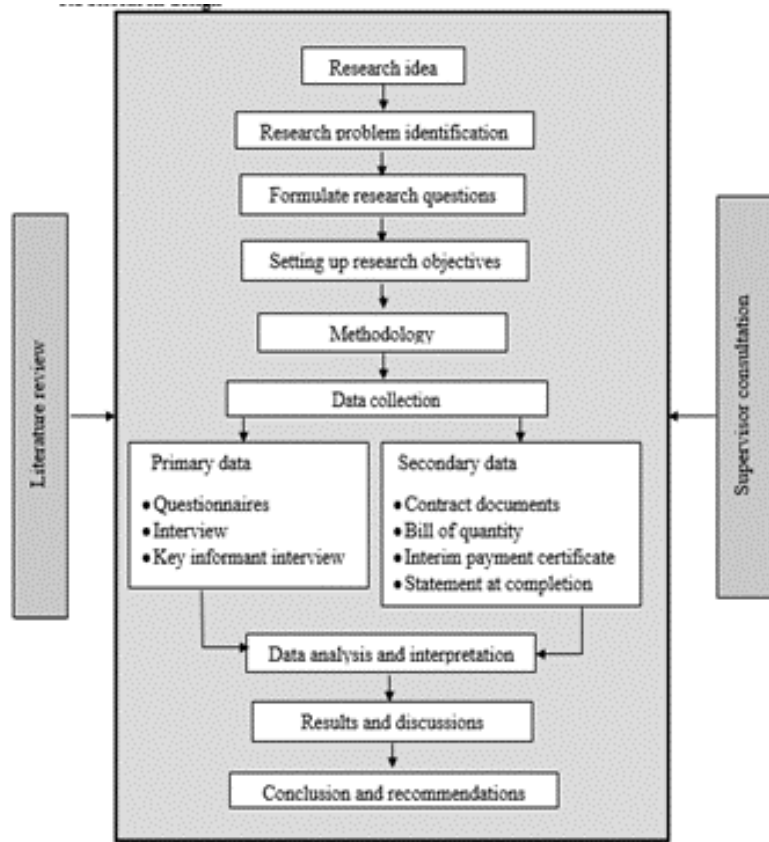 Research idea
Research problem identification
Formulate research questions
Setting up research objectives
Methodology
Data collection
Literature review
Supervisor consultation
Primary data
•Questionnaires
•Interview
•Key informant interview
Secondary data
•Contract documents
•Bill of quantity
•Interim payment certificate
•Statement at completion
Data analysis and interpretation
Results and discussions
Conclusion and recommendations